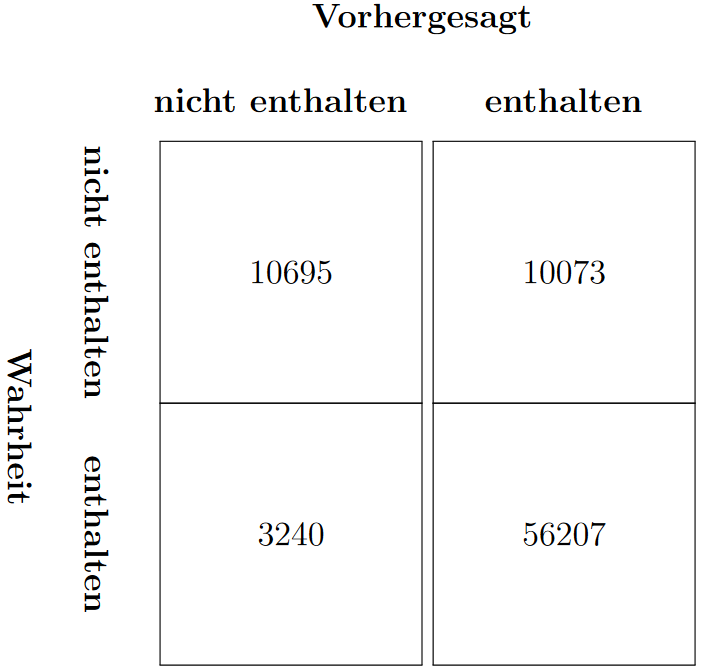 Vorhergesagt
nicht enthalten
enthalten
Wahrheit
nicht enthalten
10695
10073
enthalten
3240
56207